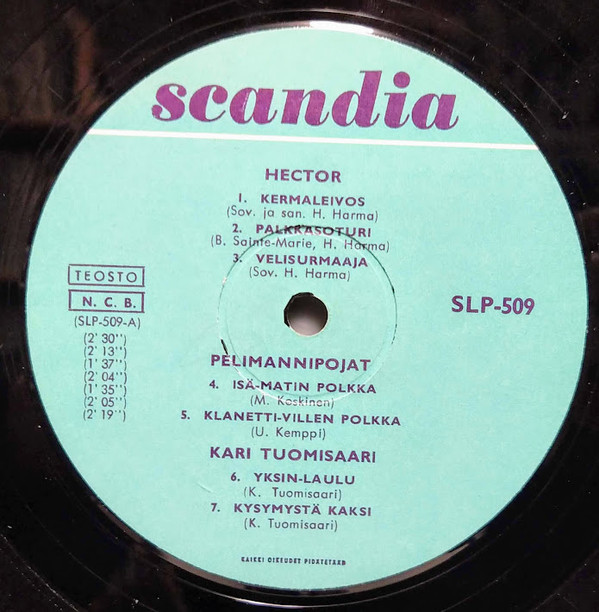 scandia
HECTOR
1. KERMALEIVOS
(Sov. ja san. H. Harma)
2. PALKKASOTURI
(B. Sainte-Marie, H. Harma)
3. VELISURMAAJA
(Sov. H. Harma)
TEOSTO
N. C. B.
(SLP-509-A)
(2' 30'')
(2' 13'')
(1' 37'')
(2' 04'')
(1' 35'')
(2' 05'')
(2' 19'')
SLP-509
PELIMANNIPOJAT
4. ISÄ-MATIN POLKKA
(M. Koskinen)
5. KLANETTI-VILLEN POLKKA
(U. Kemppi)
KARI TUOMISAARI
6. YKSIN-LAULU
(K. Tuomisaari)
7. KYSYMYSTÄ KAKSI
(K. Tuomisaari)
KAIKKI OIKEUDET PIDÄTETÄÄN